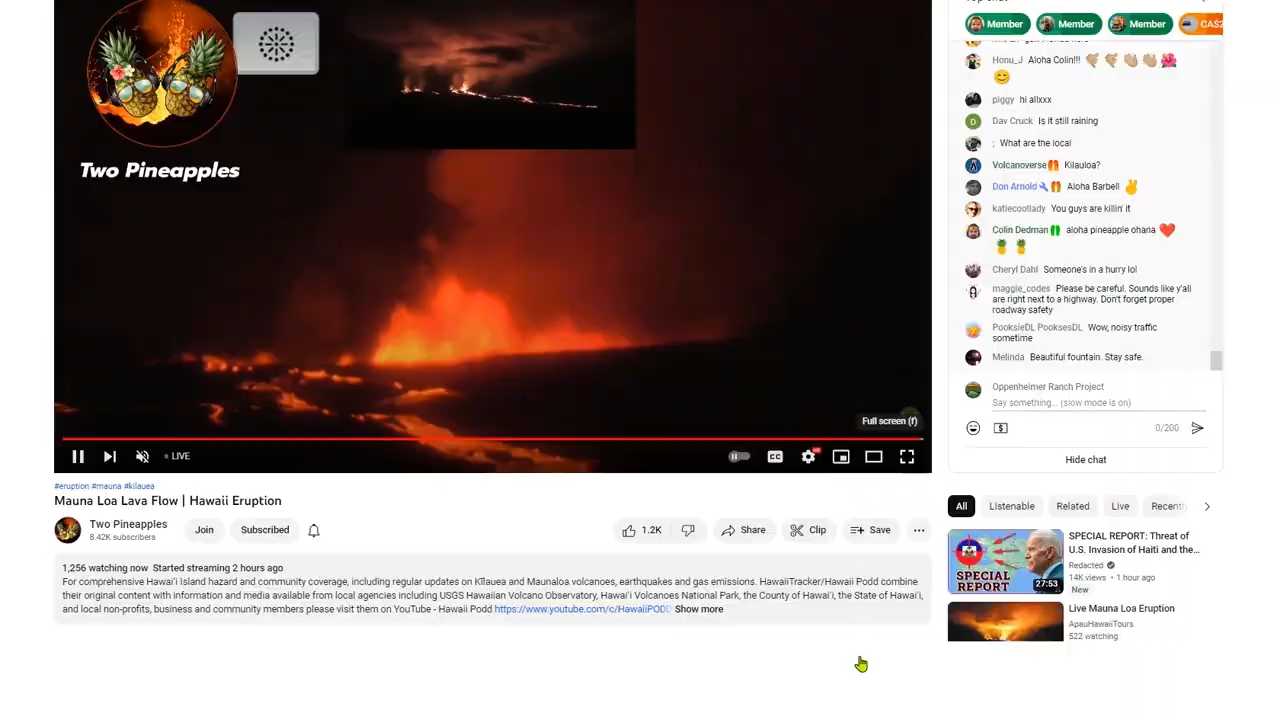 Two Pineapples
Full screen (f)
LIVE
CC
#eruption #mauna #kilauea
Mauna Loa Lava Flow | Hawaii Eruption
Two Pineapples
8.42K subscribers
Join
Subscribed
1.2K
Share
Clip
Save
1,256 watching now Started streaming 2 hours ago
For comprehensive Hawaiʻi Island hazard and community coverage, including regular updates on Kīlauea and Maunaloa volcanoes, earthquakes and gas emissions. HawaiiTracker/Hawaii Podd combine
their original content with information and media available from local agencies including USGS Hawaiian Volcano Observatory, Hawaiʻi Volcanoes National Park, the County of Hawaiʻi, the State of Hawaiʻi,
and local non-profits, business and community members please visit them on YouTube - Hawaii Podd https://www.youtube.com/c/HawaiiPODD Show more
Member
Member
Member
CA$2
Honu_J Aloha Colin!!!
piggy hi allxxx
Dav Cruck Is it still raining
; What are the local
Volcanoverse Kilauloa?
Don Arnold Aloha Barbell
katiecoollady You guys are killin' it
Colin Dedman aloha pineapple ohana
Cheryl Dahl Someone's in a hurry lol
maggie_codes Please be careful. Sounds like y'all
are right next to a highway. Don't forget proper
roadway safety
PooksieDL PooksesDL Wow, noisy traffic
sometime
Melinda Beautiful fountain. Stay safe.
Oppenheimer Ranch Project
Say something... (slow mode is on)
0/200
Hide chat
All
Listenable
Related
Live
Recent
SPECIAL
REPORT
27:53
SPECIAL REPORT: Threat of
U.S. Invasion of Haiti and the...
Redacted
14K views • 1 hour ago
New
Live Mauna Loa Eruption
ApauHawaiiTours
522 watching